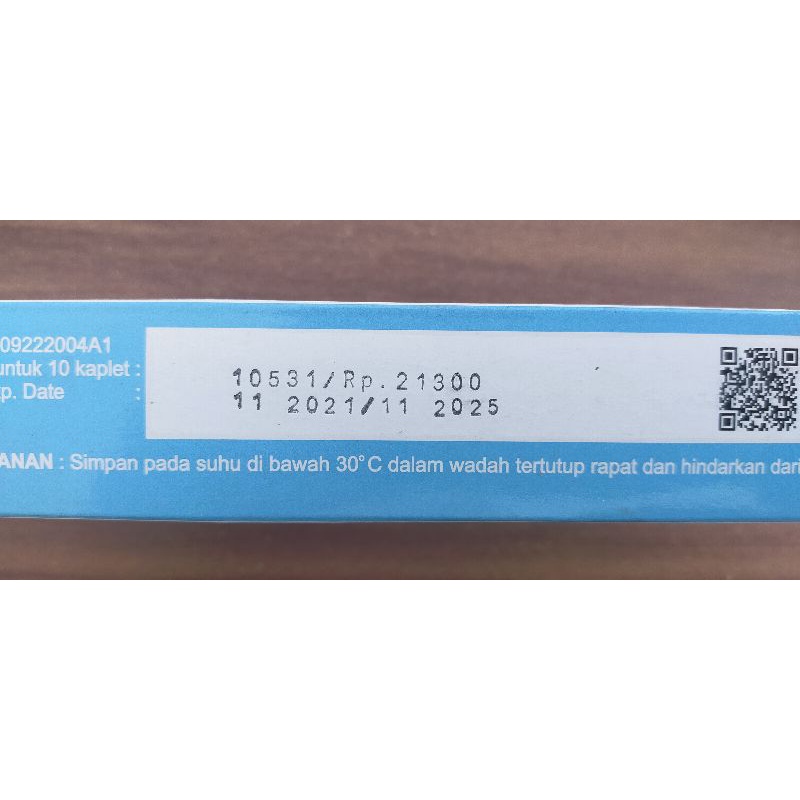 09222004A1
untuk 10 kaplet :
p. Date :
10531/Rp.21300
11 2021/11 2025
ANAN : Simpan pada suhu di bawah 30°C dalam wadah tertutup rapat dan hindarkan dari